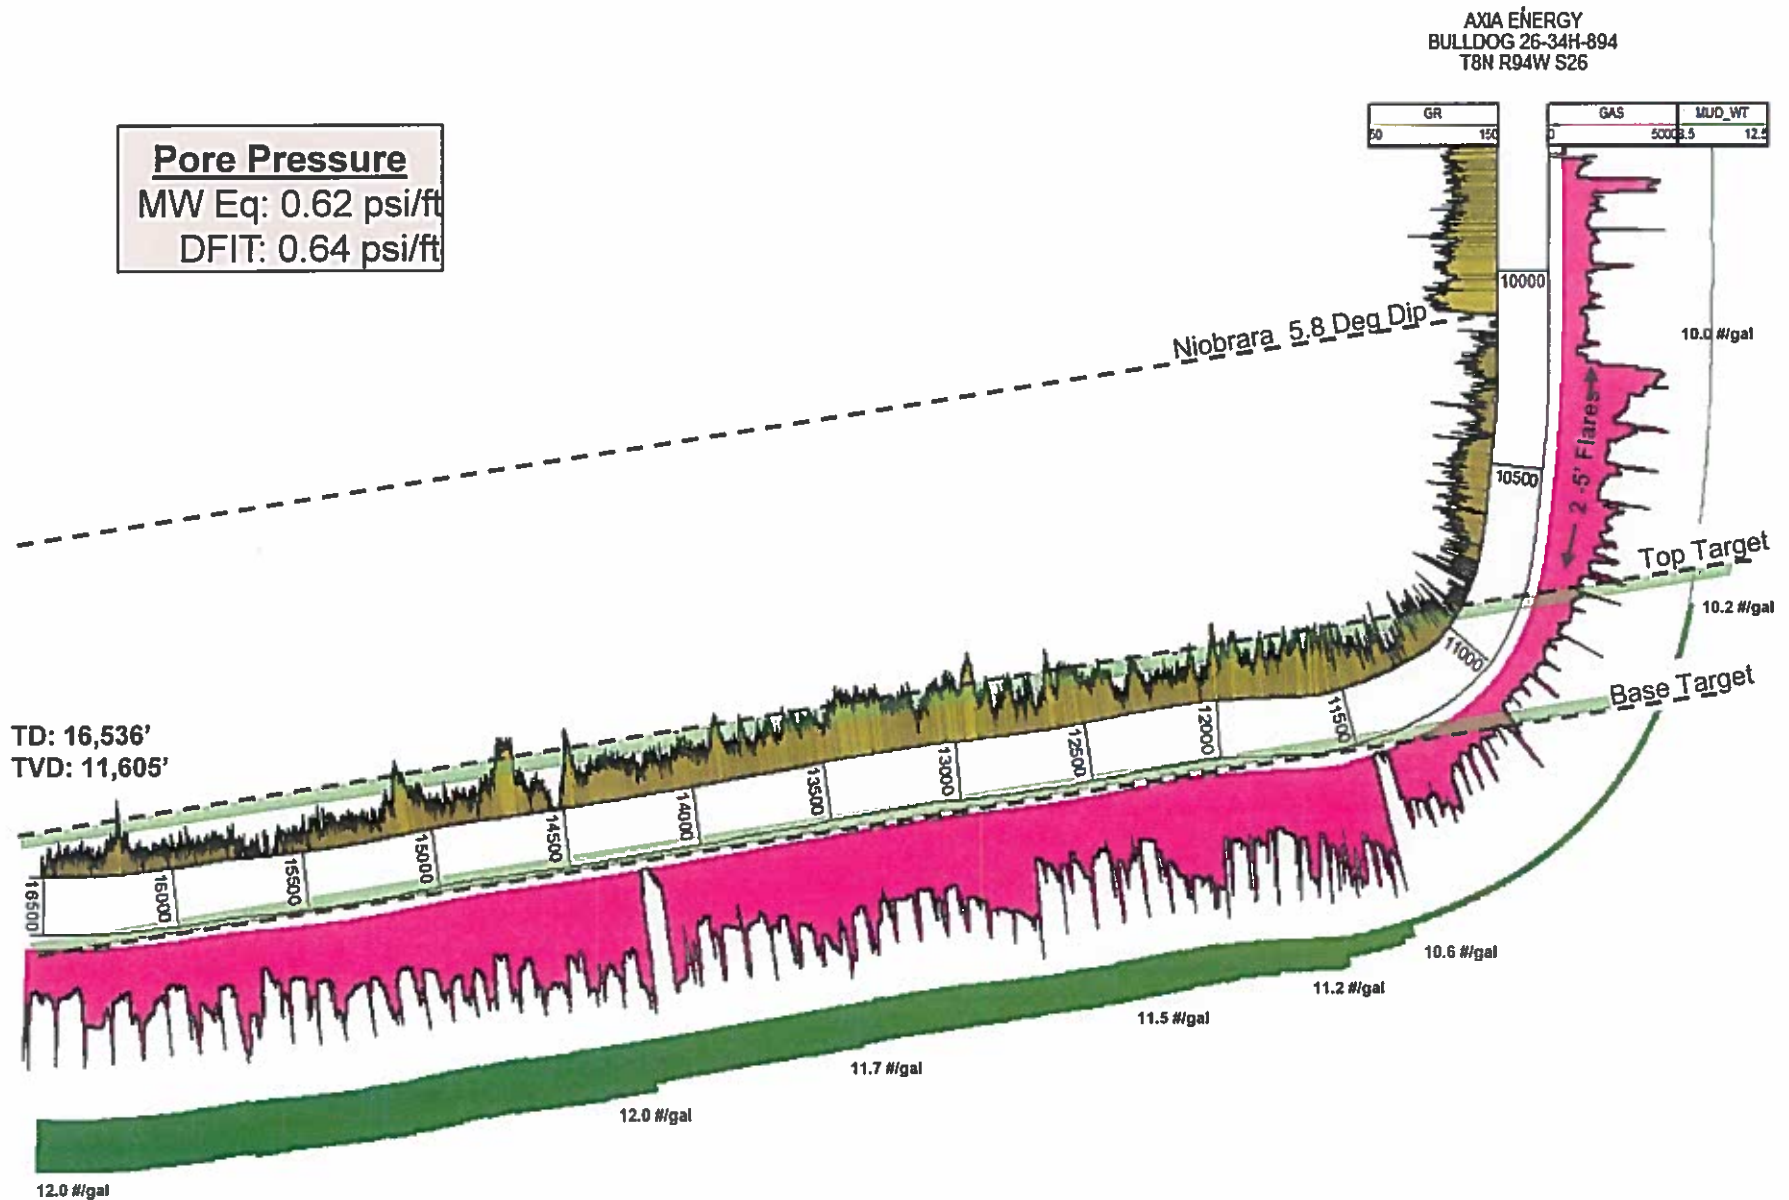 AXIA ENERGY
BULLDOG 26-34H-894
T8N R94W S26
GR
50 150
GAS
0 5000
MUD_WT
8.5 12.5
Pore Pressure
MW Eq: 0.62 psi/ft
DFIT: 0.64 psi/ft
10000
Niobrara 5.8 Deg Dip
10.0 #/gal
2 -5' Flares
10500
Top Target
10.2 #/gal
11000
Base Target
TD: 16,536'
TVD: 11,605'
11500
12000
12500
13000
13500
14000
14500
15000
15500
16000
16500
10.6 #/gal
11.2 #/gal
11.5 #/gal
11.7 #/gal
12.0 #/gal
12.0 #/gal